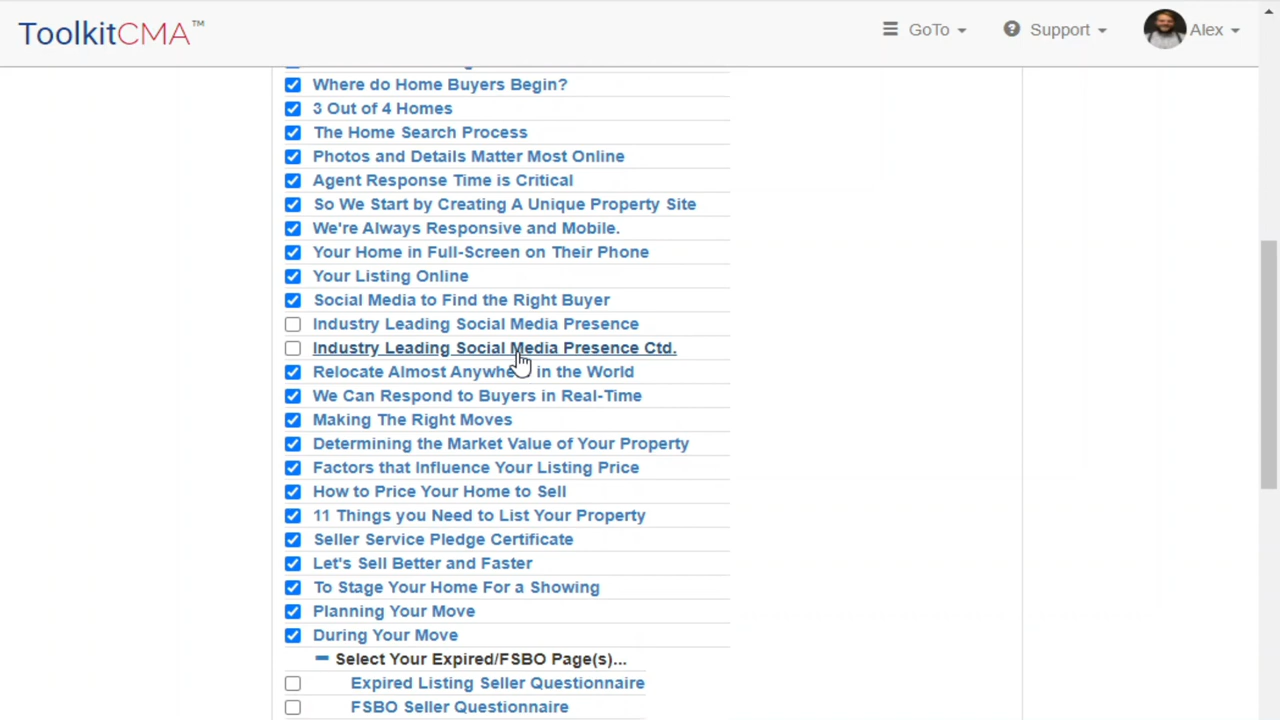 ToolkitCMA™
GoTo
Support
Alex
Where do Home Buyers Begin?
3 Out of 4 Homes
The Home Search Process
Photos and Details Matter Most Online
Agent Response Time is Critical
So We Start by Creating A Unique Property Site
We're Always Responsive and Mobile.
Your Home in Full-Screen on Their Phone
Your Listing Online
Social Media to Find the Right Buyer
Industry Leading Social Media Presence
Industry Leading Social Media Presence Ctd.
Relocate Almost Anywhere in the World
We Can Respond to Buyers in Real-Time
Making The Right Moves
Determining the Market Value of Your Property
Factors that Influence Your Listing Price
How to Price Your Home to Sell
11 Things you Need to List Your Property
Seller Service Pledge Certificate
Let's Sell Better and Faster
To Stage Your Home For a Showing
Planning Your Move
During Your Move
Select Your Expired/FSBO Page(s)...
Expired Listing Seller Questionnaire
FSBO Seller Questionnaire